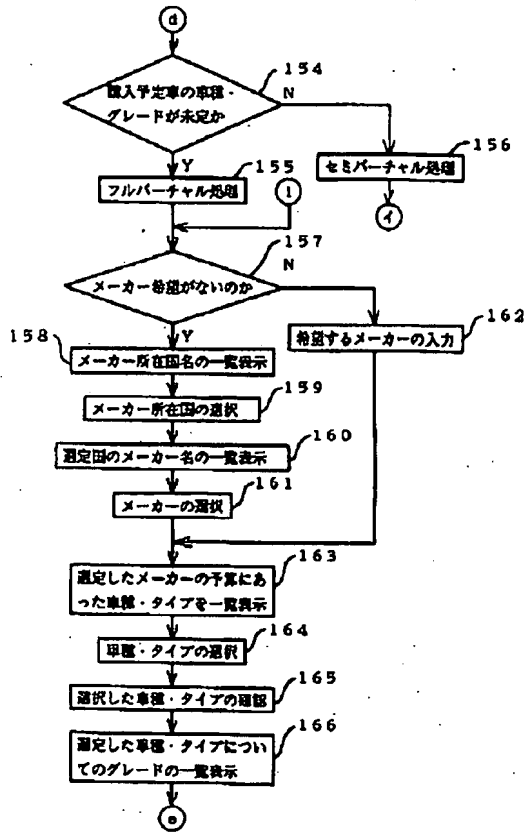 d
154
購入予定車の車種・
グレードが未定か
N
156
セミバーチャル処理
イ
Y
155
フルバーチャル処理
1
157
メーカー希望がないのか
N
162
希望するメーカーの入力
Y
158
メーカー所在国名の一覧表示
159
メーカー所在国の選択
160
選定国のメーカー名の一覧表示
161
メーカーの選択
163
選定したメーカーの予算にあ
った車種・タイプを一覧表示
164
車種・タイプの選択
165
選択した車種・タイプの確認
166
選定した車種・タイプについ
てのグレードの一覧表示